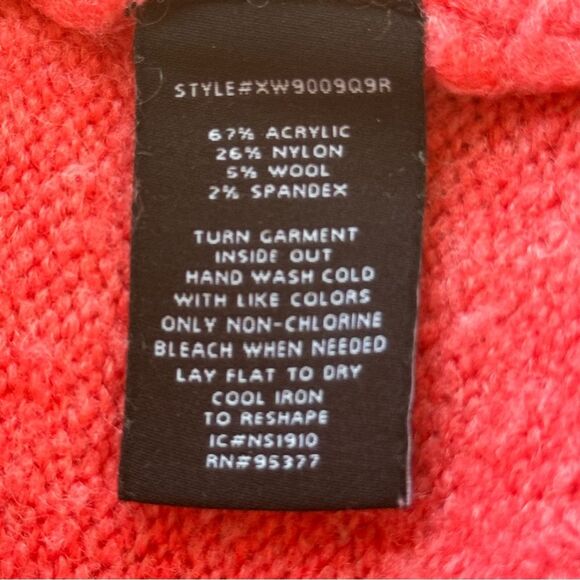 STYLE#XW9009Q9R
67% ACRYLIC
26% NYLON
5% WOOL
2% SPANDEX
TURN GARMENT
INSIDE OUT
HAND WASH COLD
WITH LIKE COLORS
ONLY NON-CHLORINE
BLEACH WHEN NEEDED
LAY FLAT TO DRY
COOL IRON
TO RESHAPE
IC#NS1910
RN#95377